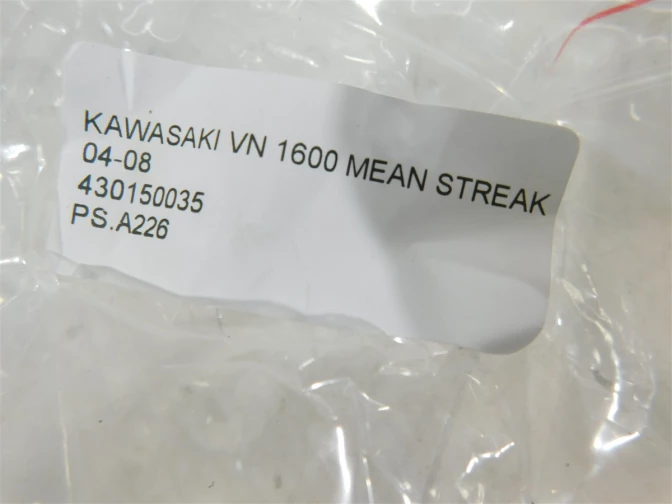 KAWASAKI VN 1600 MEAN STREAK
04-08
430150035
PS.A226